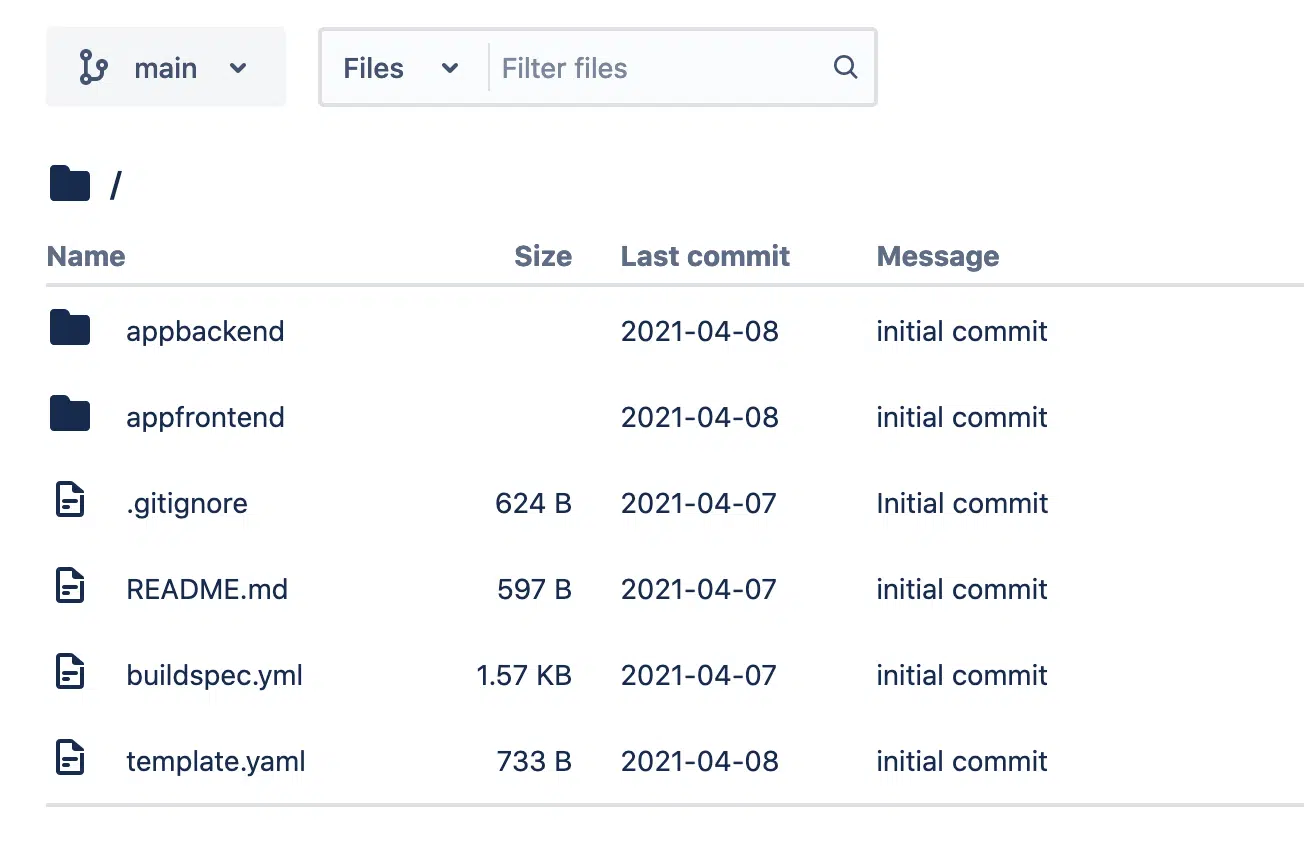 main Files Filter files
/
Name Size Last commit Message
appbackend 2021-04-08 initial commit
appfrontend 2021-04-08 initial commit
.gitignore 624 B 2021-04-07 Initial commit
README.md 597 B 2021-04-07 initial commit
buildspec.yml 1.57 KB 2021-04-07 initial commit
template.yaml 733 B 2021-04-08 initial commit